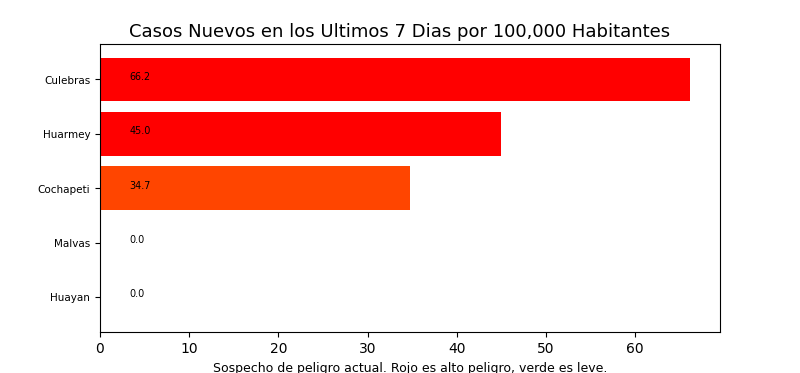 Casos Nuevos en los Ultimos 7 Dias por 100,000 Habitantes
Culebras 66.2
Huarmey 45.0
Cochapeti 34.7
Malvas 0.0
Huayan 0.0
0 10 20 30 40 50 60
Sospecho de peligro actual. Rojo es alto peligro, verde es leve.